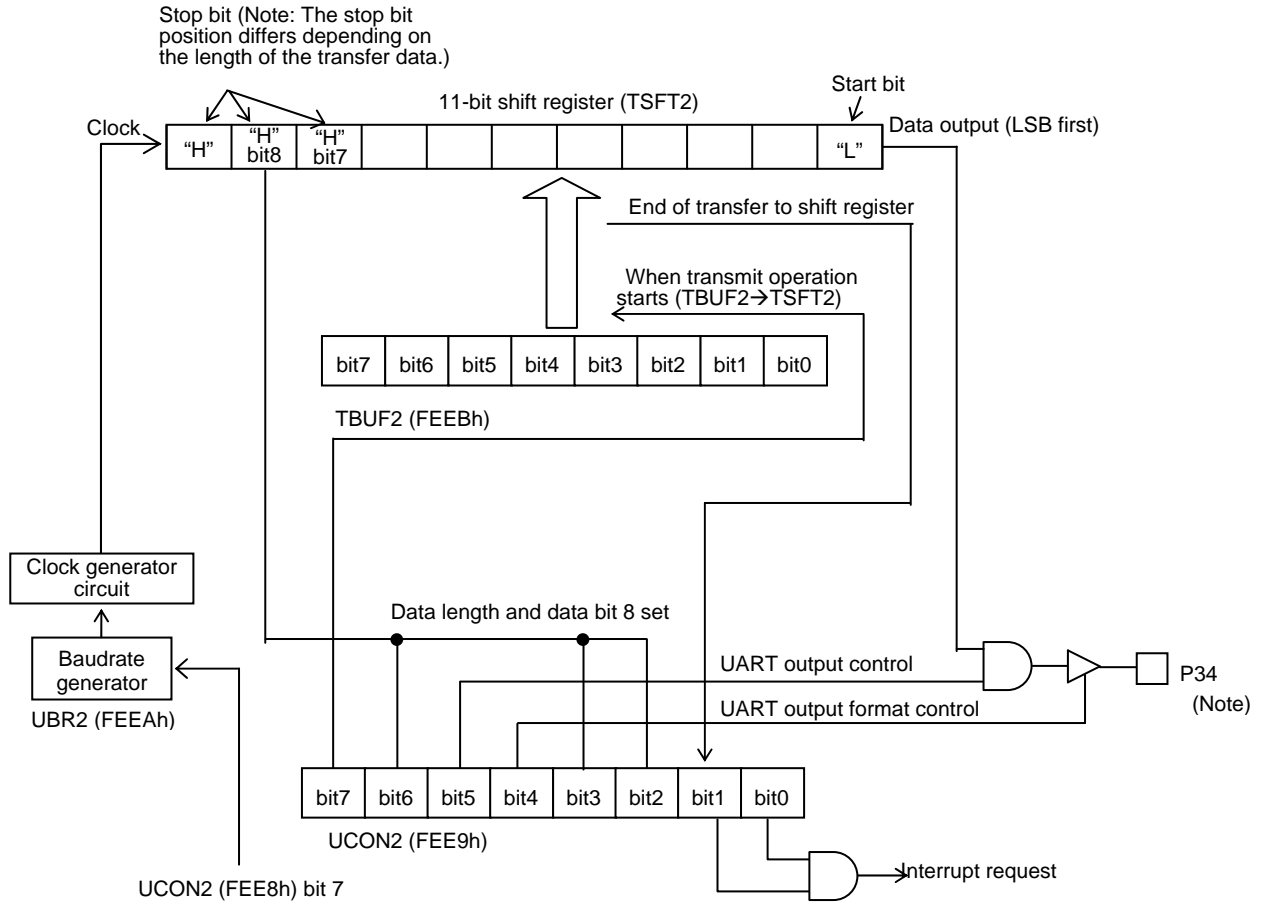 Stop bit (Note: The stop bit
position differs depending on
the length of the transfer data.)
Start bit
11-bit shift register (TSFT2)
Clock
Data output (LSB first)
“H”
“H”
bit8
“H”
bit7
“L”
End of transfer to shift register
When transmit operation
starts (TBUF2→TSFT2)
bit7 bit6 bit5 bit4 bit3 bit2 bit1 bit0
TBUF2 (FEEBh)
Clock generator
circuit
Data length and data bit 8 set
Baudrate
generator
UART output control
P34
(Note)
UBR2 (FEEAh)
UART output format control
bit7 bit6 bit5 bit4 bit3 bit2 bit1 bit0
UCON2 (FEE9h)
Interrupt request
UCON2 (FEE8h) bit 7